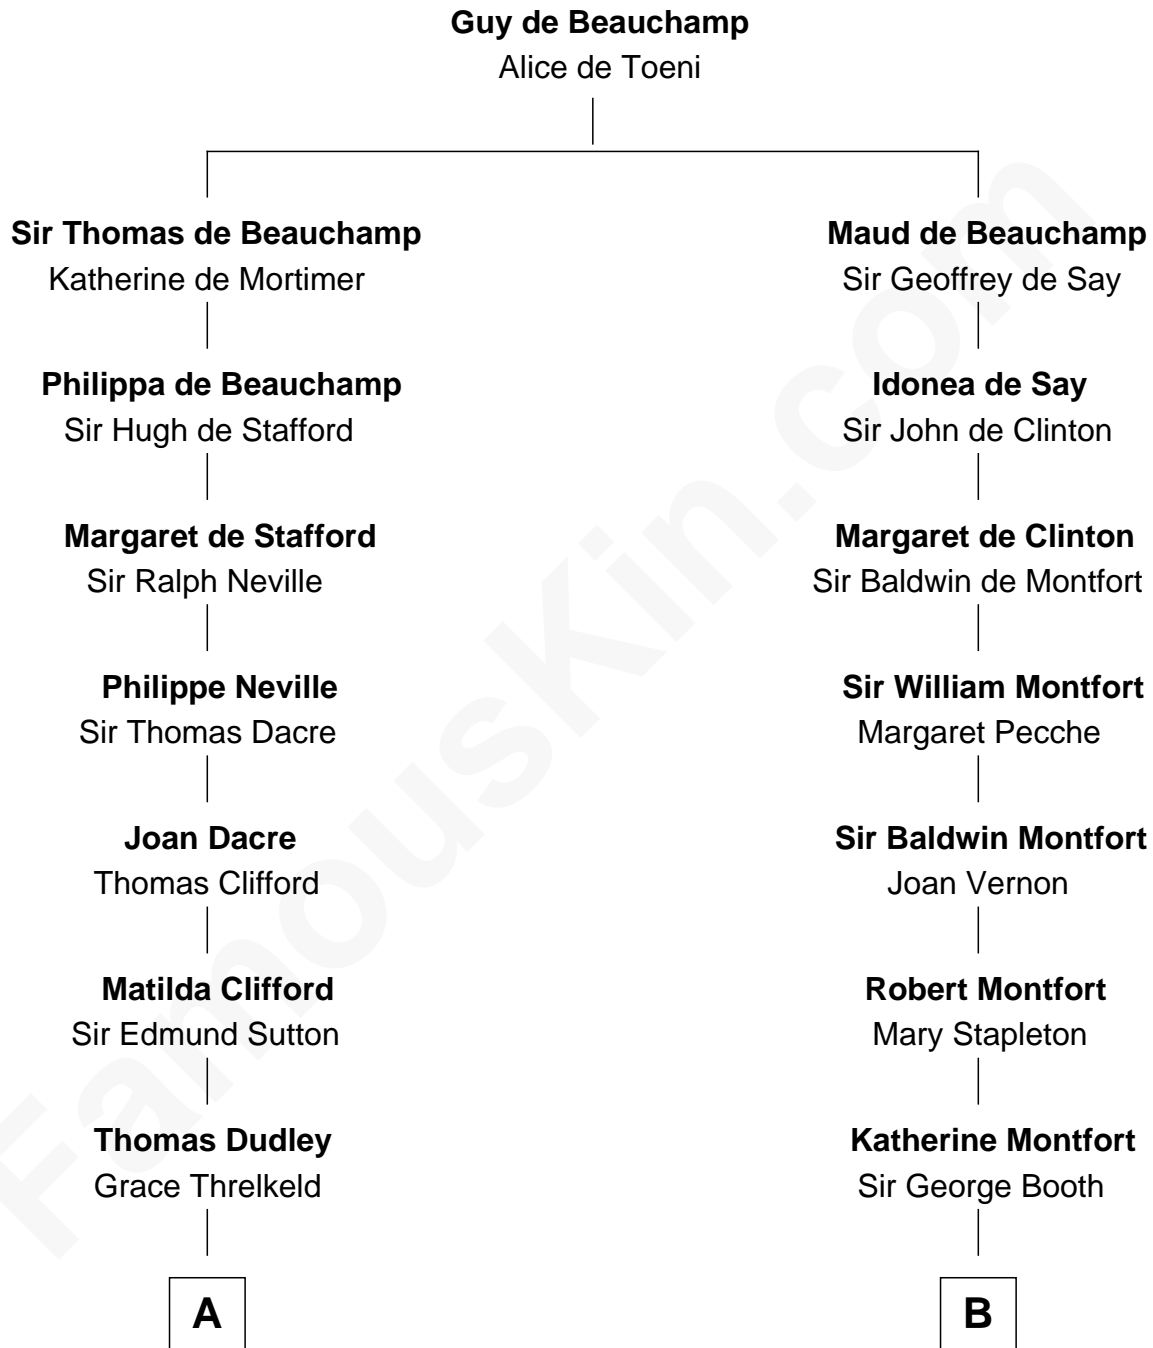 Guy de Beauchamp
Alice de Toeni
Sir Thomas de Beauchamp
Katherine de Mortimer
Maud de Beauchamp
Sir Geoffrey de Say
Philippa de Beauchamp
Sir Hugh de Stafford
Idonea de Say
Sir John de Clinton
Margaret de Stafford
Sir Ralph Neville
Margaret de Clinton
Sir Baldwin de Montfort
Philippe Neville
Sir Thomas Dacre
Sir William Montfort
Margaret Pecche
Joan Dacre
Thomas Clifford
Sir Baldwin Montfort
Joan Vernon
Matilda Clifford
Sir Edmund Sutton
Robert Montfort
Mary Stapleton
Thomas Dudley
Grace Threlkeld
Katherine Montfort
Sir George Booth
A
B
FamousKin.com